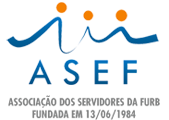 ASEF
ASSOCIAÇÃO DOS SERVIDORES DA FURB
FUNDADA EM 13/06/1984